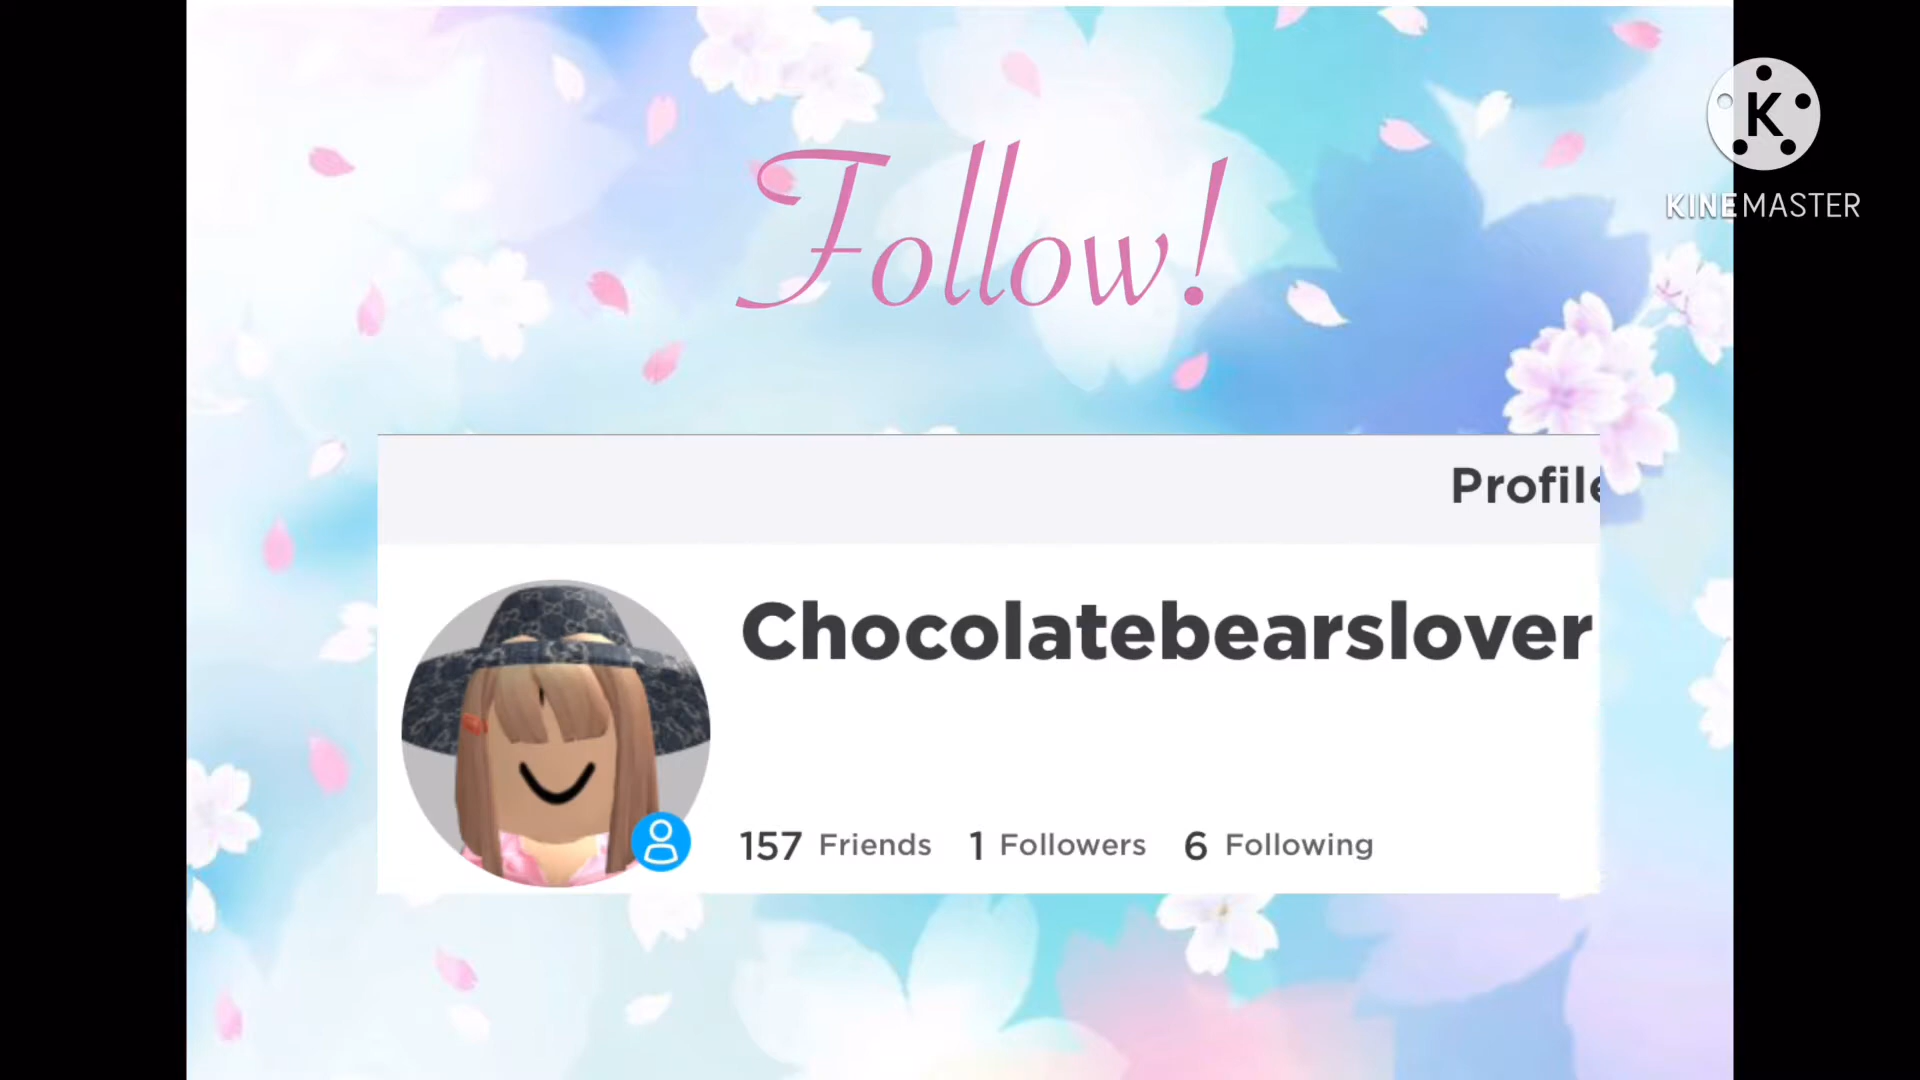 Follow!
K
KINEMASTER
Profile
Chocolatebearslover
157 Friends 1 Followers 6 Following